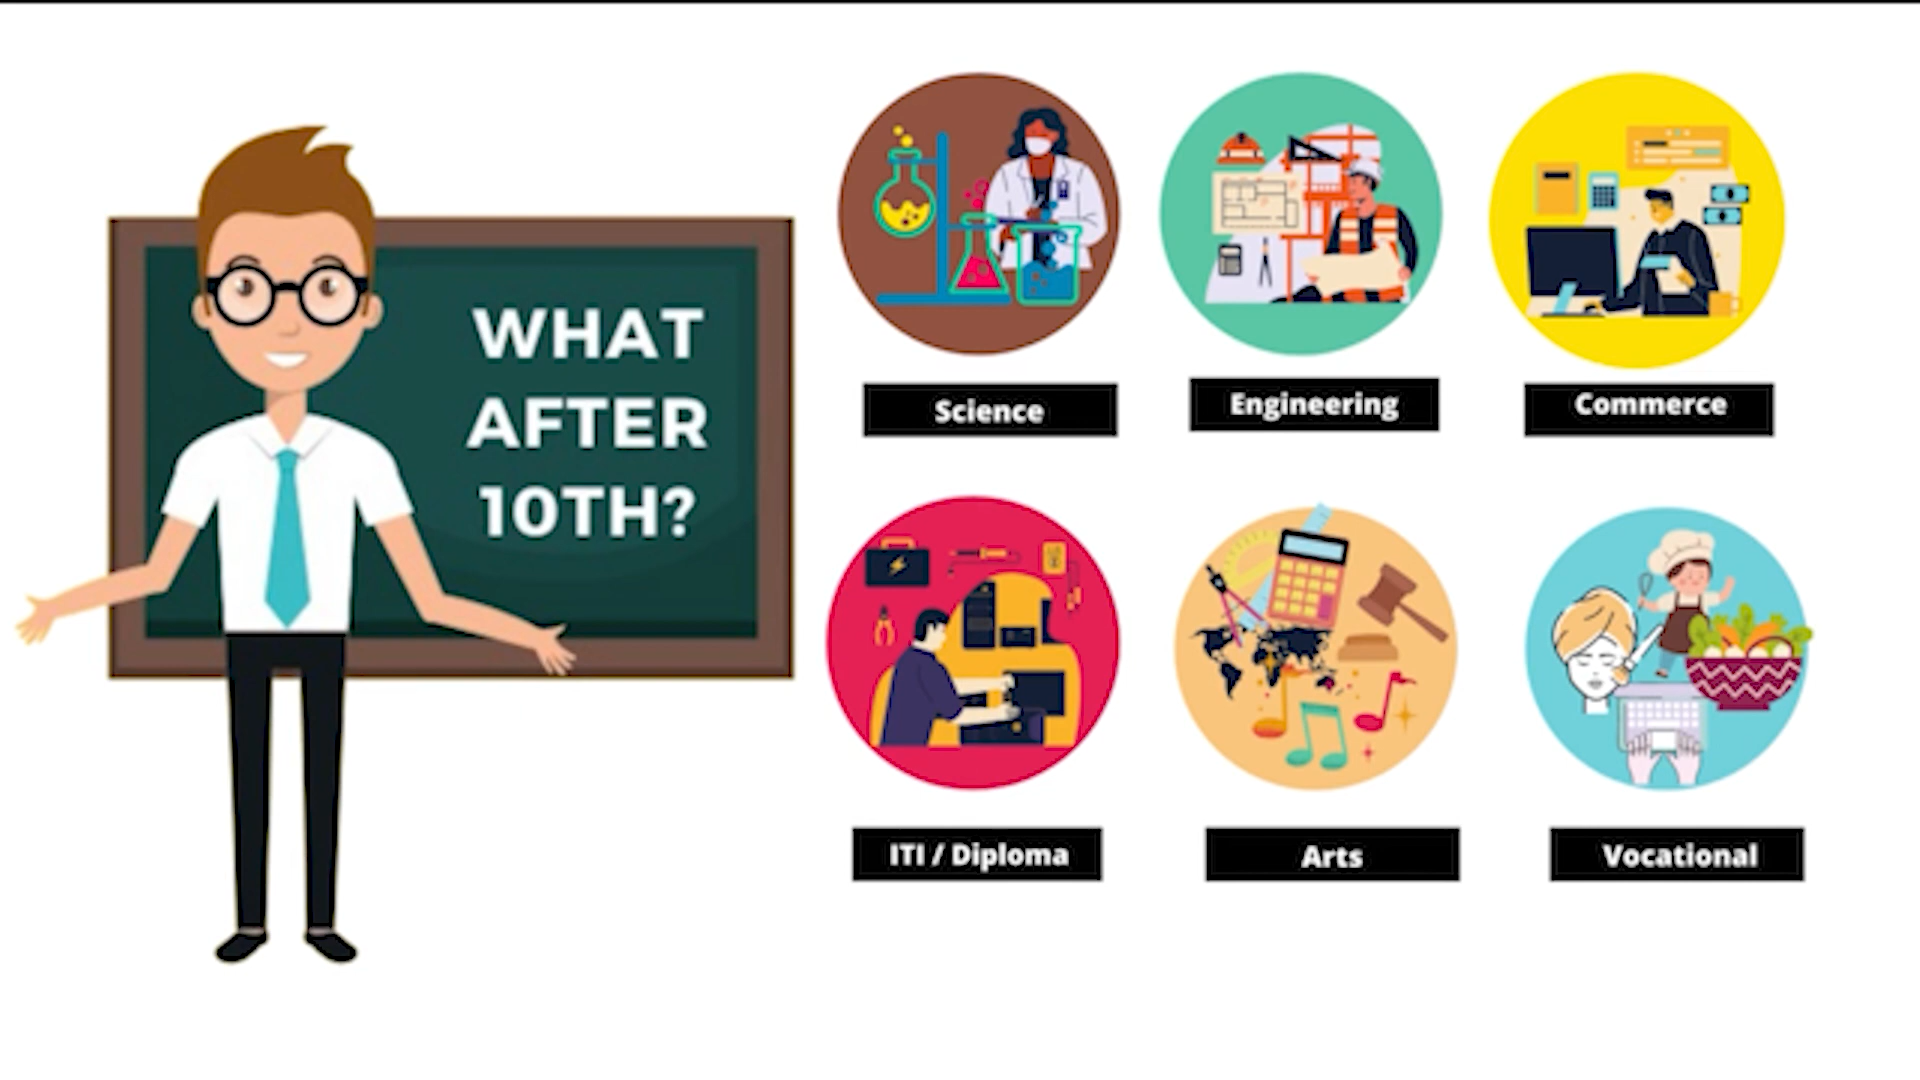 WHAT
AFTER
10TH?
Science
Engineering
Commerce
ITI / Diploma
Arts
Vocational